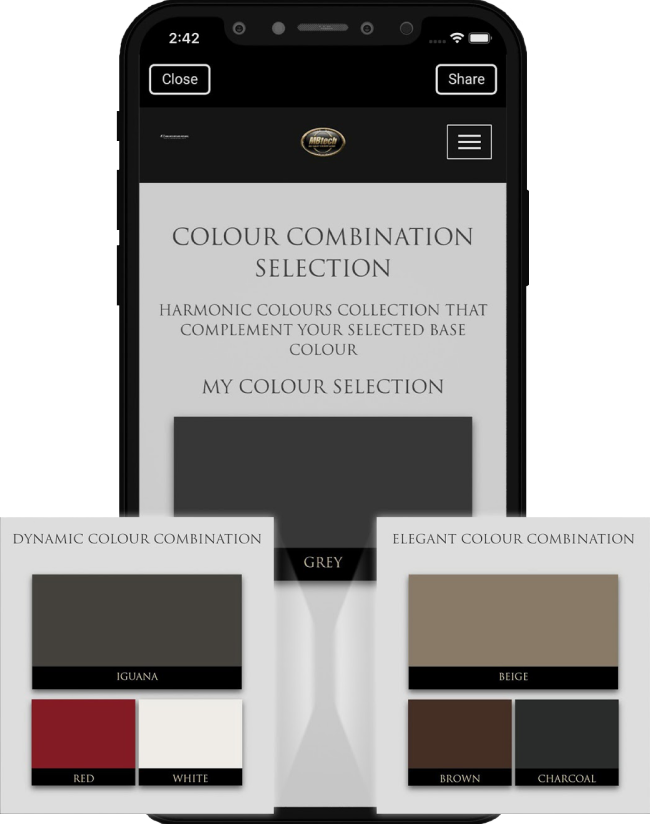 2:42
Close
Share
MBtech
COLOUR COMBINATION
SELECTION
HARMONIC COLOURS COLLECTION THAT
COMPLEMENT YOUR SELECTED BASE
COLOUR
MY COLOUR SELECTION
GREY
DYNAMIC COLOUR COMBINATION
IGUANA
RED
WHITE
ELEGANT COLOUR COMBINATION
BEIGE
BROWN
CHARCOAL